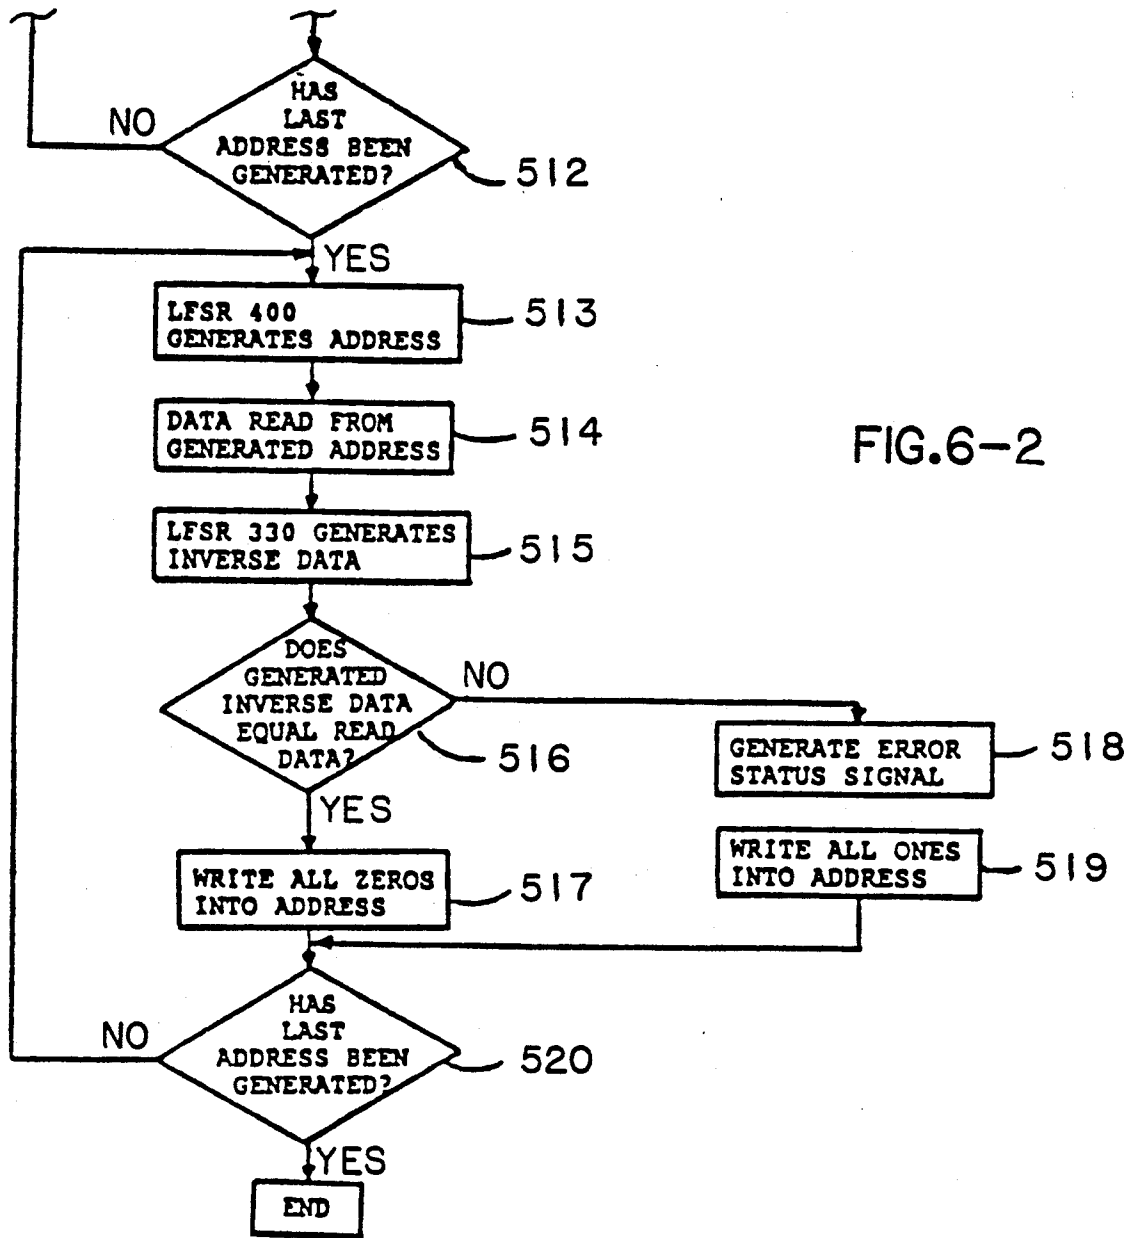 HAS
LAST
ADDRESS BEEN
GENERATED?
NO
512
YES
LFSR 400
GENERATES ADDRESS
513
DATA READ FROM
GENERATED ADDRESS
514
FIG.6-2
LFSR 330 GENERATES
INVERSE DATA
515
DOES
GENERATED
INVERSE DATA
EQUAL READ
DATA?
NO
516
YES
GENERATE ERROR
STATUS SIGNAL
518
WRITE ALL ZEROS
INTO ADDRESS
517
WRITE ALL ONES
INTO ADDRESS
519
HAS
LAST
ADDRESS BEEN
GENERATED?
NO
520
YES
END